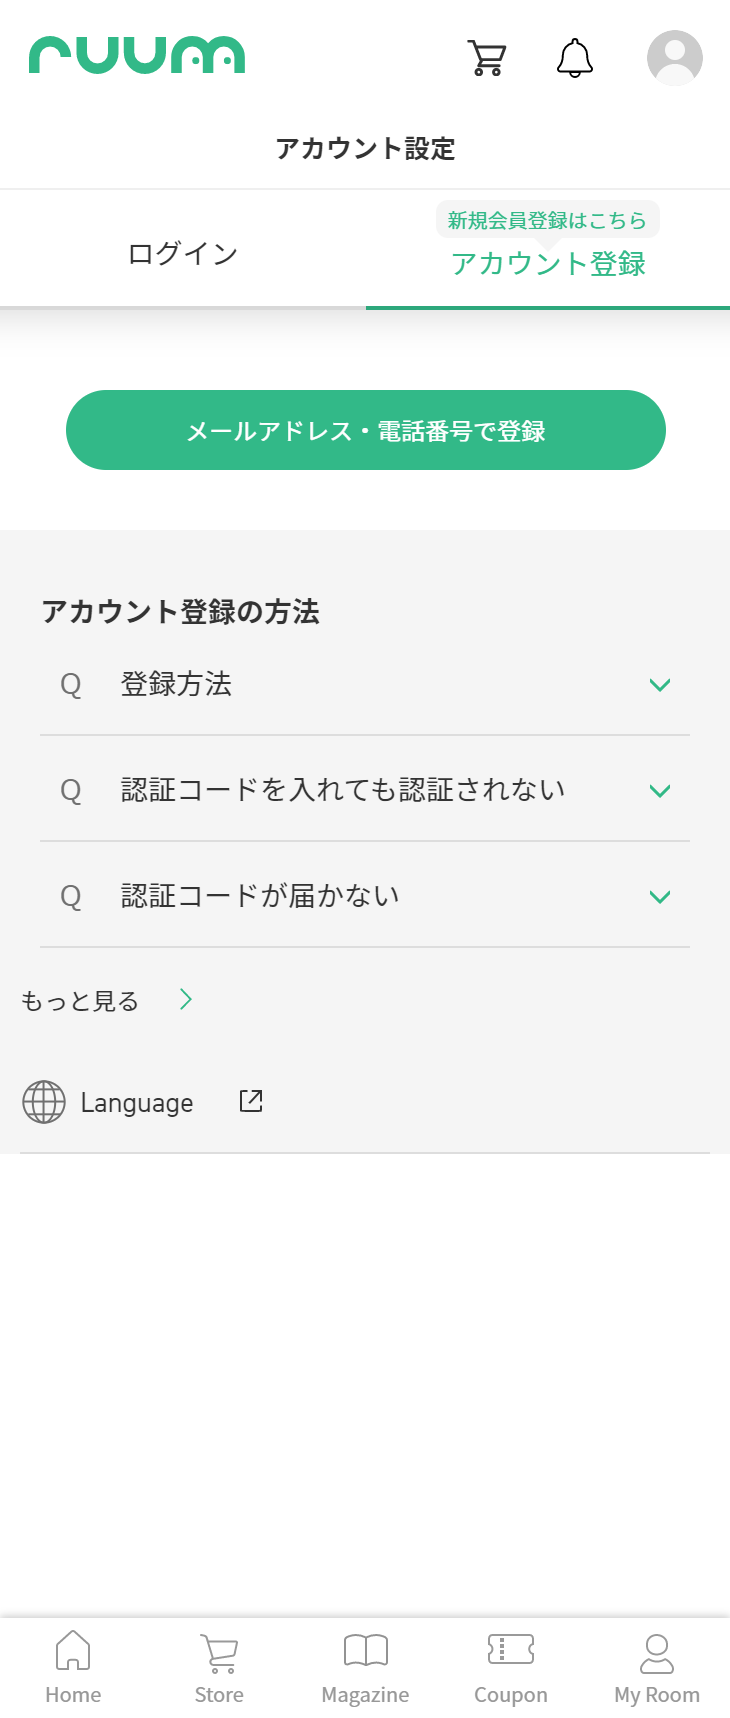 ruum
アカウント設定
ログイン
新規会員登録はこちら
アカウント登録
メールアドレス・電話番号で登録
アカウント登録の方法
Q 登録方法
Q 認証コードを入れても認証されない
Q 認証コードが届かない
もっと見る
Language
Home Store Magazine Coupon My Room